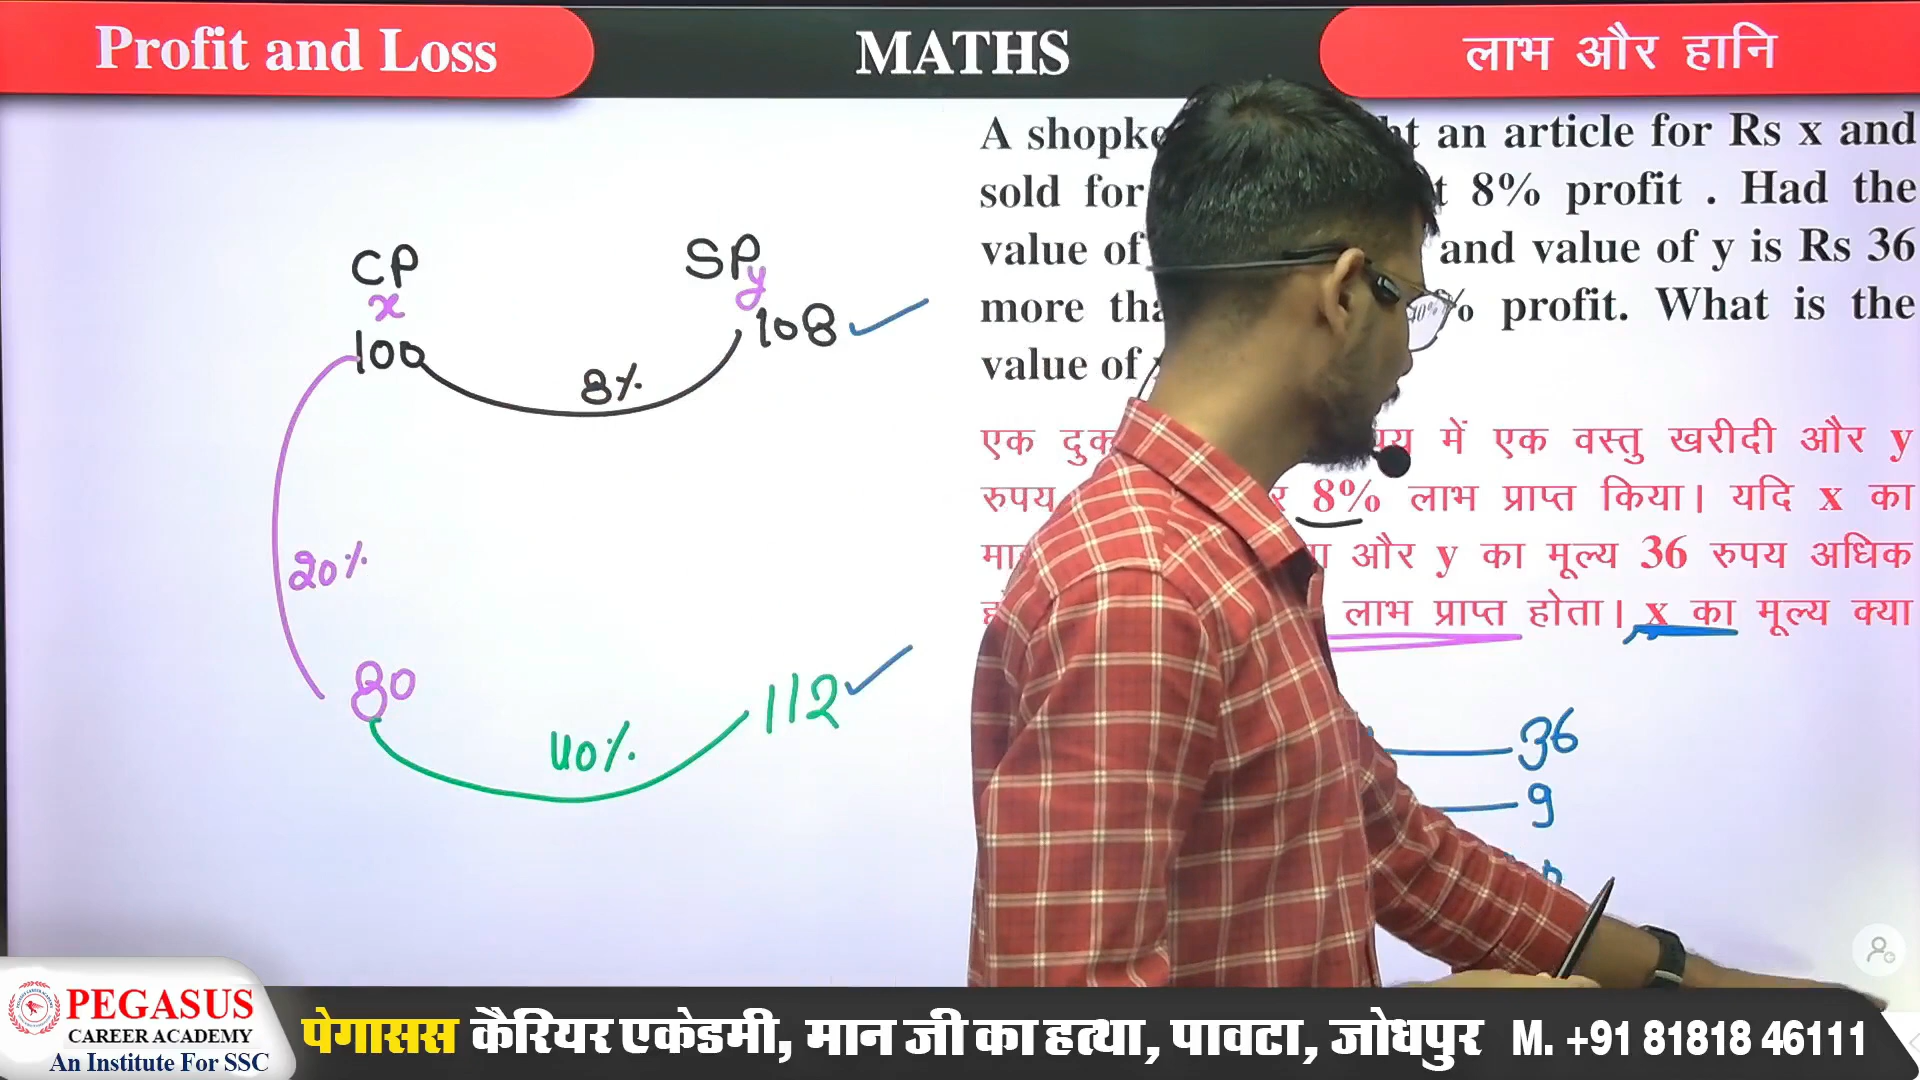 Profit and Loss
MATHS
लाभ और हानि
A shopke ht an article for Rs x and
sold for t 8% profit . Had the
value of and value of y is Rs 36
more tha % profit. What is the
value of
एक में एक वस्तु खरीदी और y
रुपय र 8% लाभ प्राप्त किया। यदि x का
मा और y का मूल्य 36 रुपय अधिक
लाभ प्राप्त होता। x का मूल्य क्या
CP
x
100
SP
y
108
8%
20%
80
40%
112
36
9
PEGASUS
CAREER ACADEMY
An Institute For SSC
पेगासस कैरियर एकेडमी, मान जी का हत्था, पावटा, जोधपुर M. +91 81818 46111